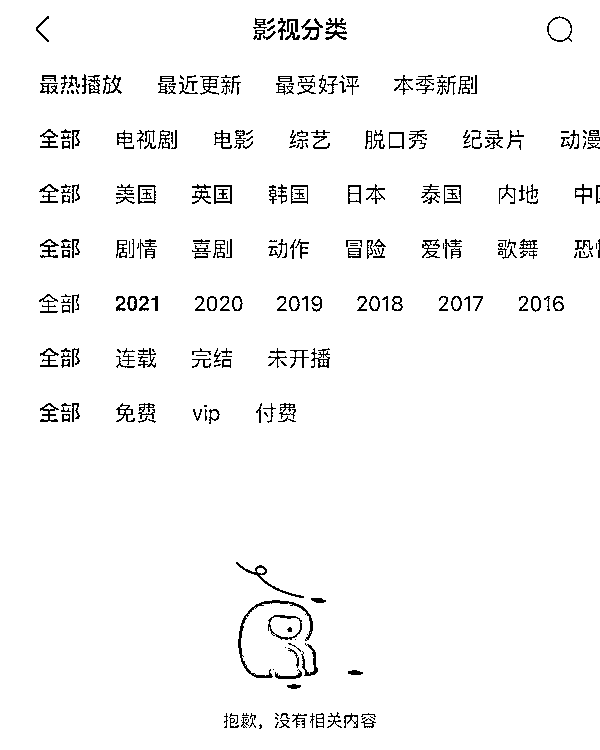 影视分类
最热播放 最近更新 最受好评 本季新剧
全部 电视剧 电影 综艺 脱口秀 纪录片 动漫
全部 美国 英国 韩国 日本 泰国 内地 中
全部 剧情 喜剧 动作 冒险 爱情 歌舞 恐
全部 2021 2020 2019 2018 2017 2016
全部 连载 完结 未开播
全部 免费 vip 付费
抱歉，没有相关内容